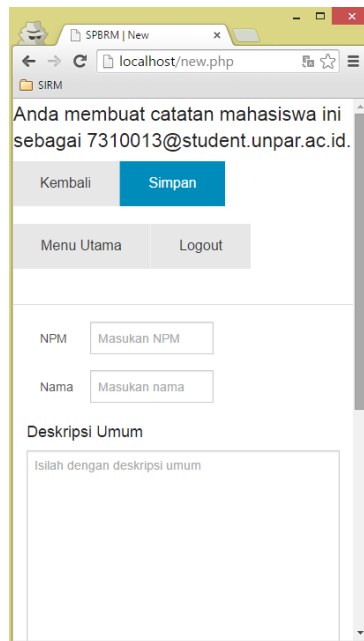 SPBRM | New
localhost/new.php
SIRM
Anda membuat catatan mahasiswa ini
sebagai 7310013@student.unpar.ac.id.
Kembali Simpan
Menu Utama Logout
NPM Masukan NPM
Nama Masukan nama
Deskripsi Umum
Isilah dengan deskripsi umum